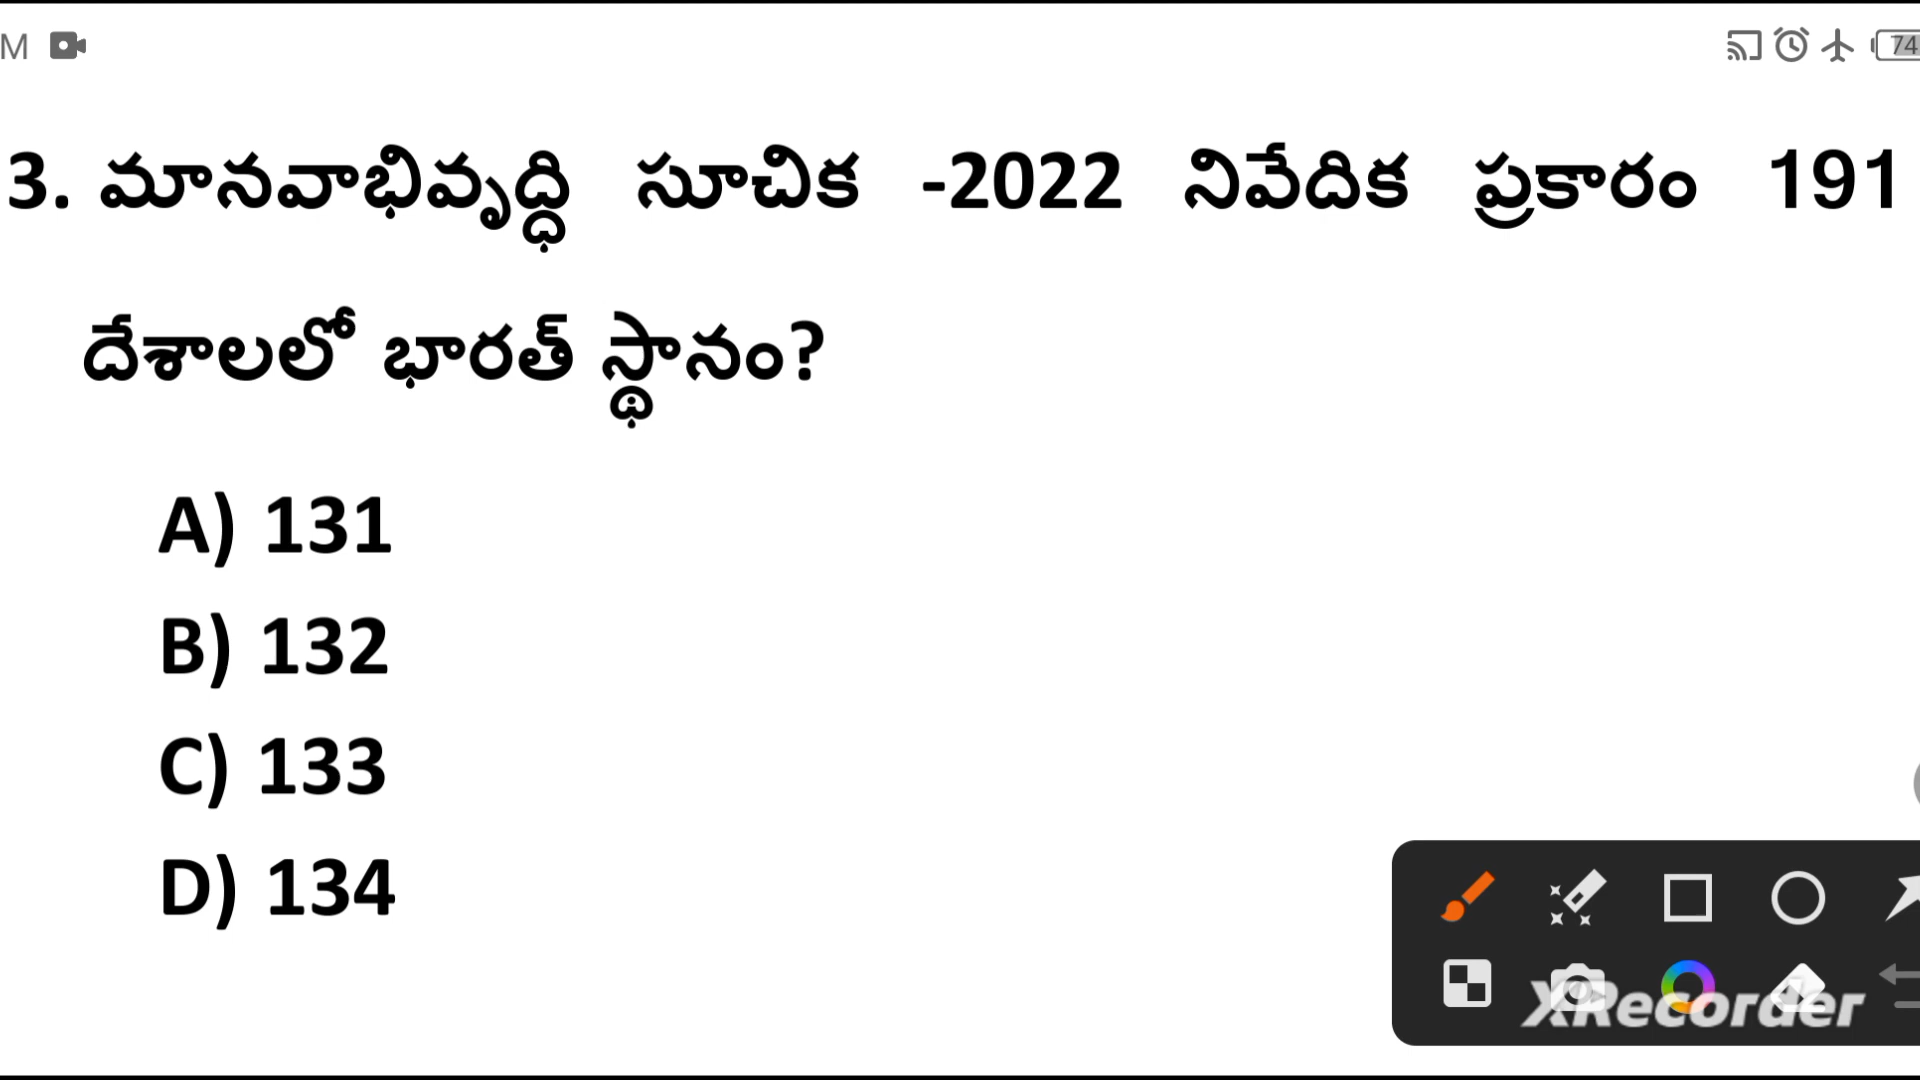 M
74
3. మానవాభివృద్ధి సూచిక -2022 నివేదిక ప్రకారం 191
దేశాలలో భారత్ స్థానం?
A) 131
B) 132
C) 133
D) 134
XRecorder